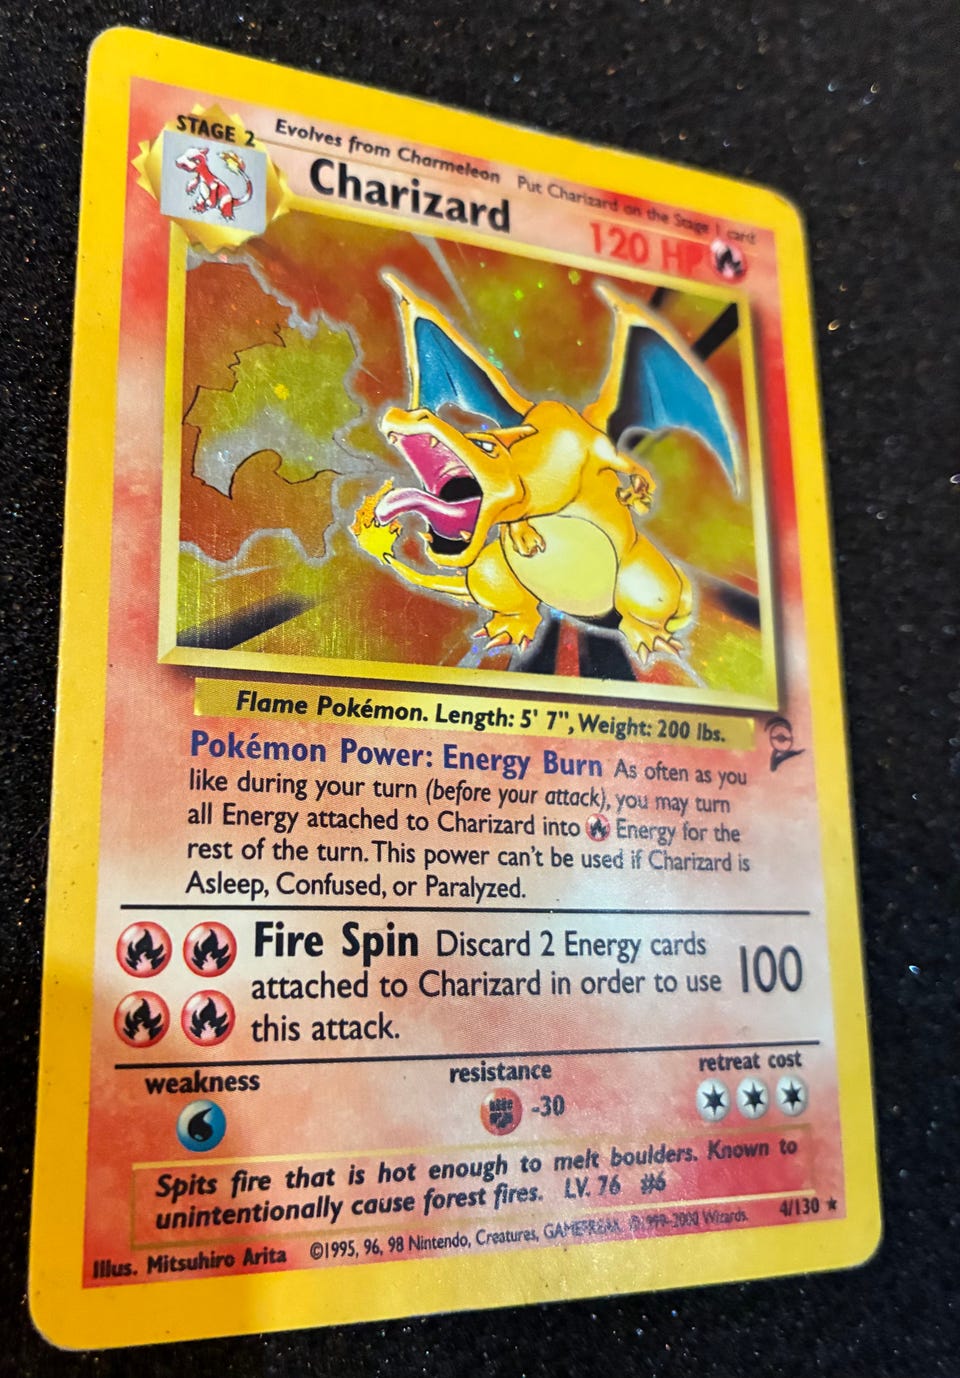 STAGE 2
Evolves from Charmeleon Put Charizard on the Stage 1 card
Charizard
120 HP
Flame Pokémon. Length: 5' 7", Weight: 200 lbs.
Pokémon Power: Energy Burn As often as you
like during your turn (before your attack), you may turn
all Energy attached to Charizard into Energy for the
rest of the turn. This power can't be used if Charizard is
Asleep, Confused, or Paralyzed.
Fire Spin Discard 2 Energy cards
attached to Charizard in order to use
this attack.
100
weakness
resistance
-30
retreat cost
Spits fire that is hot enough to melt boulders. Known to
unintentionally cause forest fires. LV. 76 #6
Illus. Mitsuhiro Arita ©1995, 96, 98 Nintendo, Creatures, GAMEFREAK. ©1999-2000 Wizards. 4/130 ★